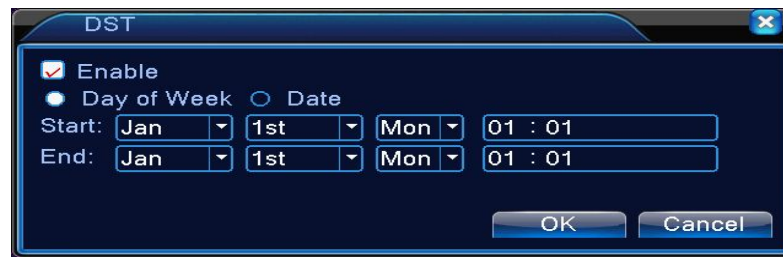 DST
Enable
Day of Week Date
Start: Jan 1st Mon 01 : 01
End: Jan 1st Mon 01 : 01
OK Cancel